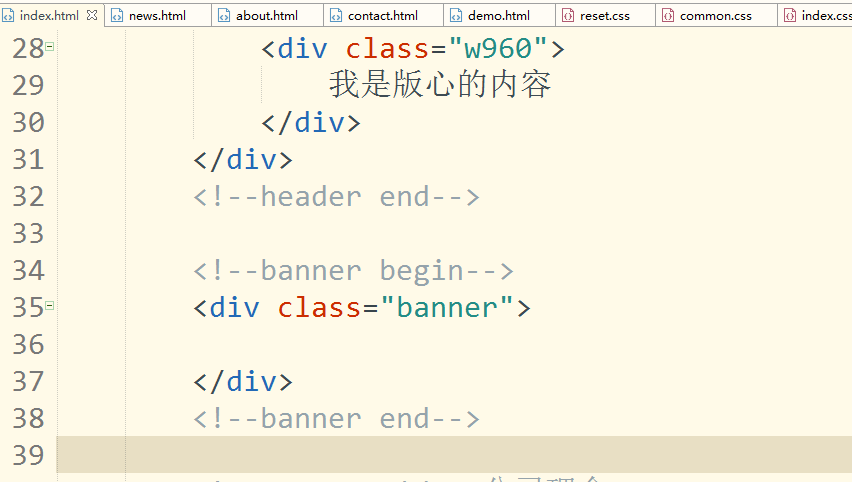 index.html news.html about.html contact.html demo.html reset.css common.css index.css
28 <div class="w960">
29 我是版心的内容
30 </div>
31 </div>
32 <!--header end-->
33
34 <!--banner begin-->
35 <div class="banner">
36
37 </div>
38 <!--banner end-->
39